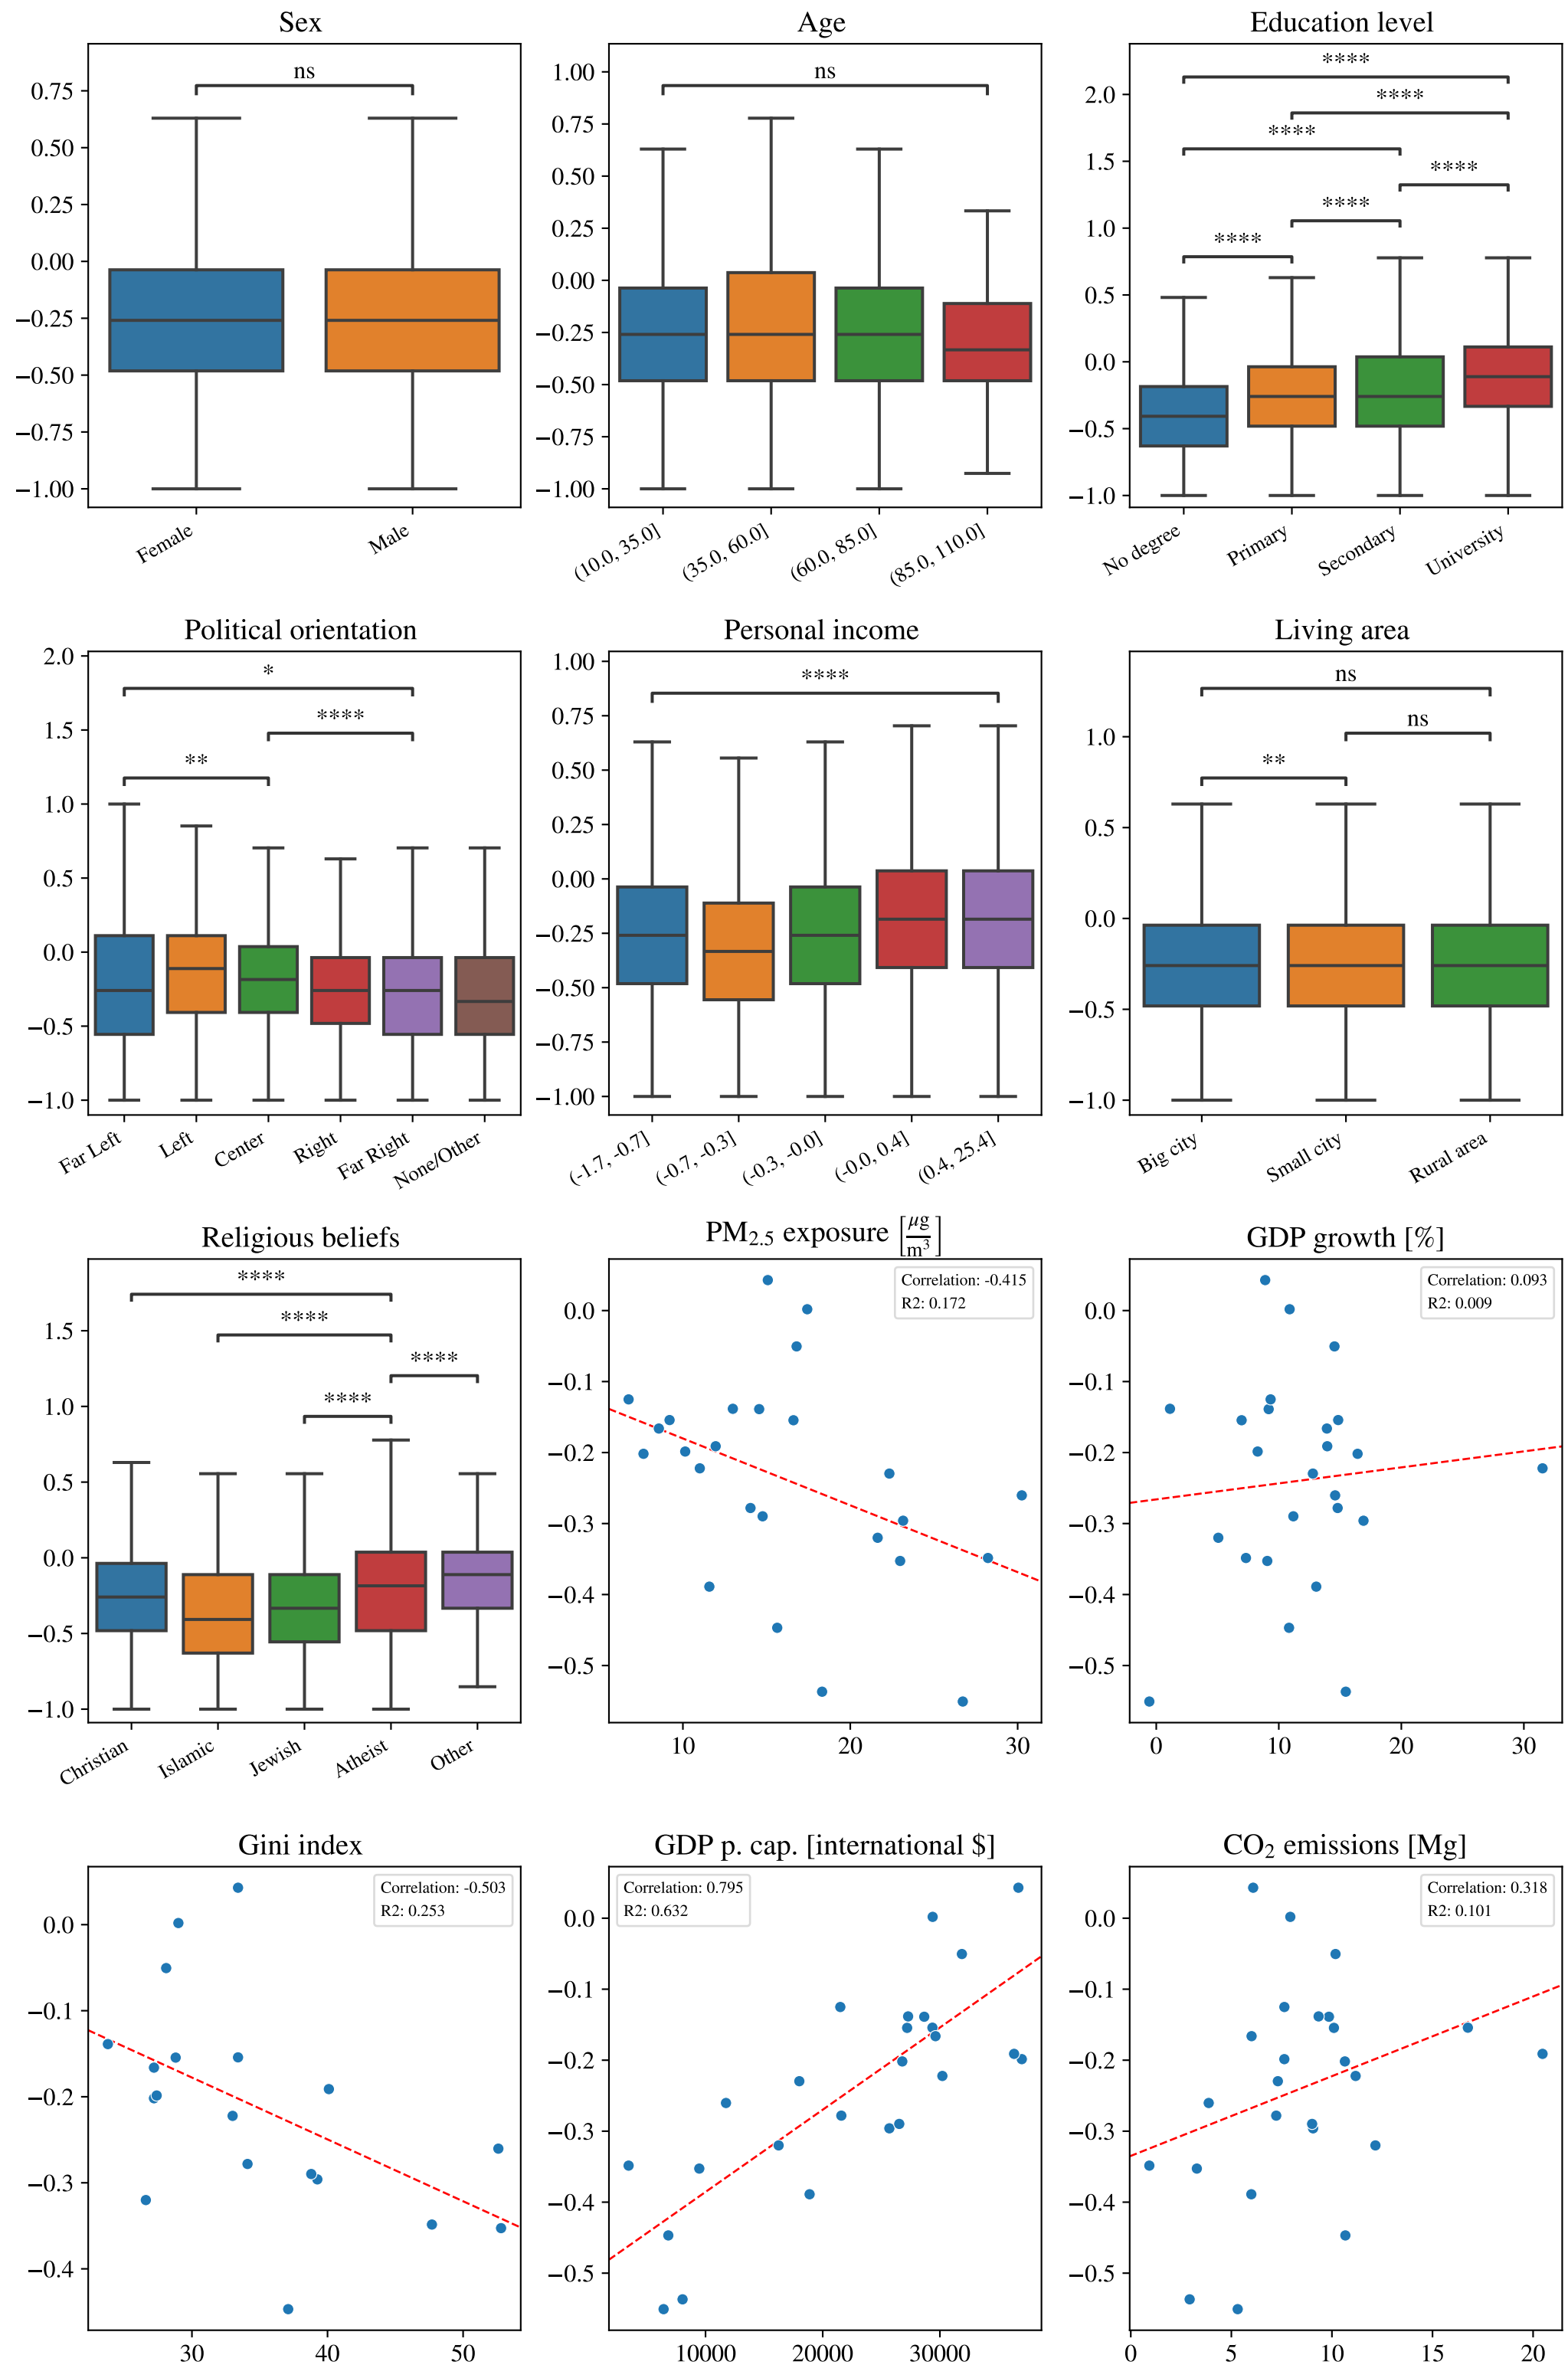 Sex
ns
0.75
0.50
0.25
0.00
−0.25
−0.50
−0.75
−1.00
Female
Male
Age
ns
1.00
0.75
0.50
0.25
0.00
−0.25
−0.50
−0.75
−1.00
(10.0, 35.0]
(35.0, 60.0]
(60.0, 85.0]
(85.0, 110.0]
Education level
****
****
****
****
****
****
2.0
1.5
1.0
0.5
0.0
−0.5
−1.0
No degree
Primary
Secondary
University
Political orientation
*
****
**
2.0
1.5
1.0
0.5
0.0
−0.5
−1.0
Far Left
Left
Center
Right
Far Right
None/Other
Personal income
****
1.00
0.75
0.50
0.25
0.00
−0.25
−0.50
−0.75
−1.00
(-1.7, -0.7]
(-0.7, -0.3]
(-0.3, -0.0]
(-0.0, 0.4]
(0.4, 25.4]
Living area
ns
ns
**
1.0
0.5
0.0
−0.5
−1.0
Big city
Small city
Rural area
Religious beliefs
****
****
****
****
1.5
1.0
0.5
0.0
−0.5
−1.0
Christian
Islamic
Jewish
Atheist
Other
PM₂.₅ exposure [μg/m³]
Correlation: -0.415
R2: 0.172
0.0
−0.1
−0.2
−0.3
−0.4
−0.5
10
20
30
GDP growth [%]
Correlation: 0.093
R2: 0.009
0.0
−0.1
−0.2
−0.3
−0.4
−0.5
0
10
20
30
Gini index
Correlation: -0.503
R2: 0.253
0.0
−0.1
−0.2
−0.3
−0.4
30
40
50
GDP p. cap. [international $]
Correlation: 0.795
R2: 0.632
0.0
−0.1
−0.2
−0.3
−0.4
−0.5
10000
20000
30000
CO₂ emissions [Mg]
Correlation: 0.318
R2: 0.101
0.0
−0.1
−0.2
−0.3
−0.4
−0.5
0
5
10
15
20